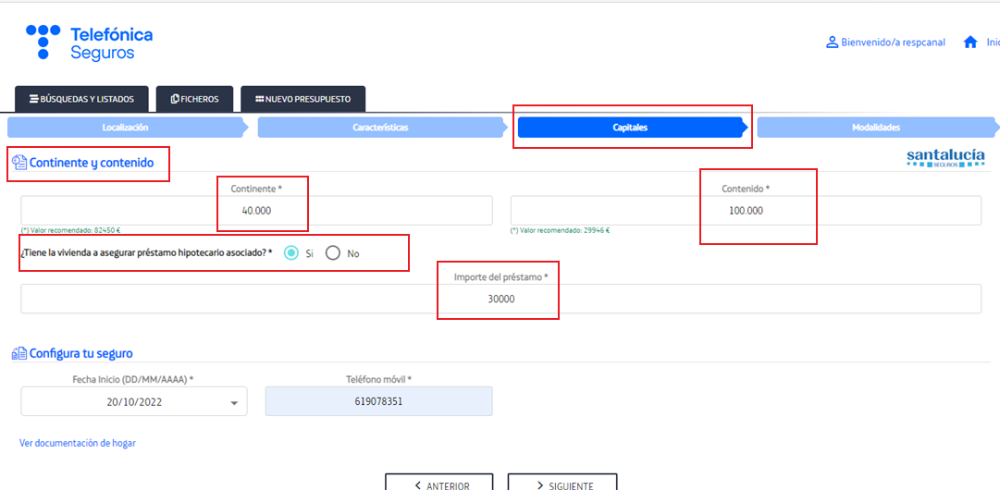 Telefónica
Seguros
Bienvenido/a respcanal
BÚSQUEDAS Y LISTADOS
FICHEROS
NUEVO PRESUPUESTO
Localización
Características
Capitales
Modalidades
Continente y contenido
santalucía
SEGUROS
Continente *
40.000
Contenido *
100.000
(*) Valor recomendado: 82450 €
(*) Valor recomendado: 29946 €
¿Tiene la vivienda a asegurar préstamo hipotecario asociado? *
Si
No
Importe del préstamo *
30000
Configura tu seguro
Fecha Inicio (DD/MM/AAAA) *
20/10/2022
Teléfono móvil *
619078351
Ver documentación de hogar
ANTERIOR
SIGUIENTE